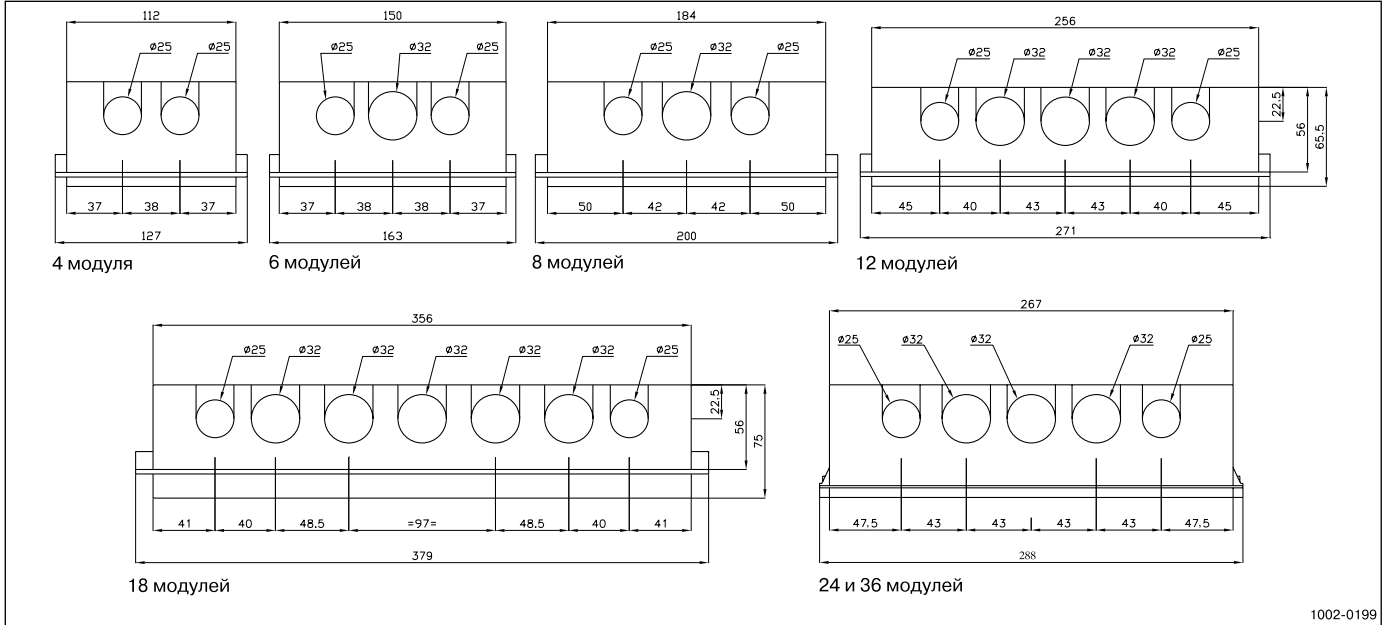 112
ø25 ø25
37 38 37
127
4 модуля
150
ø25 ø32 ø25
37 38 38 37
163
6 модулей
184
ø25 ø32 ø25
50 42 42 50
200
8 модулей
256
ø25 ø32 ø32 ø32 ø25
22,5
56
65.5
45 40 43 43 40 45
271
12 модулей
356
ø25 ø32 ø32 ø32 ø32 ø32 ø25
22,5
56
75
41 40 48.5 =97= 48.5 40 41
379
18 модулей
267
ø25 ø32 ø32 ø32 ø25
47,5 43 43 43 43 47,5
288
24 и 36 модулей
1002-0199